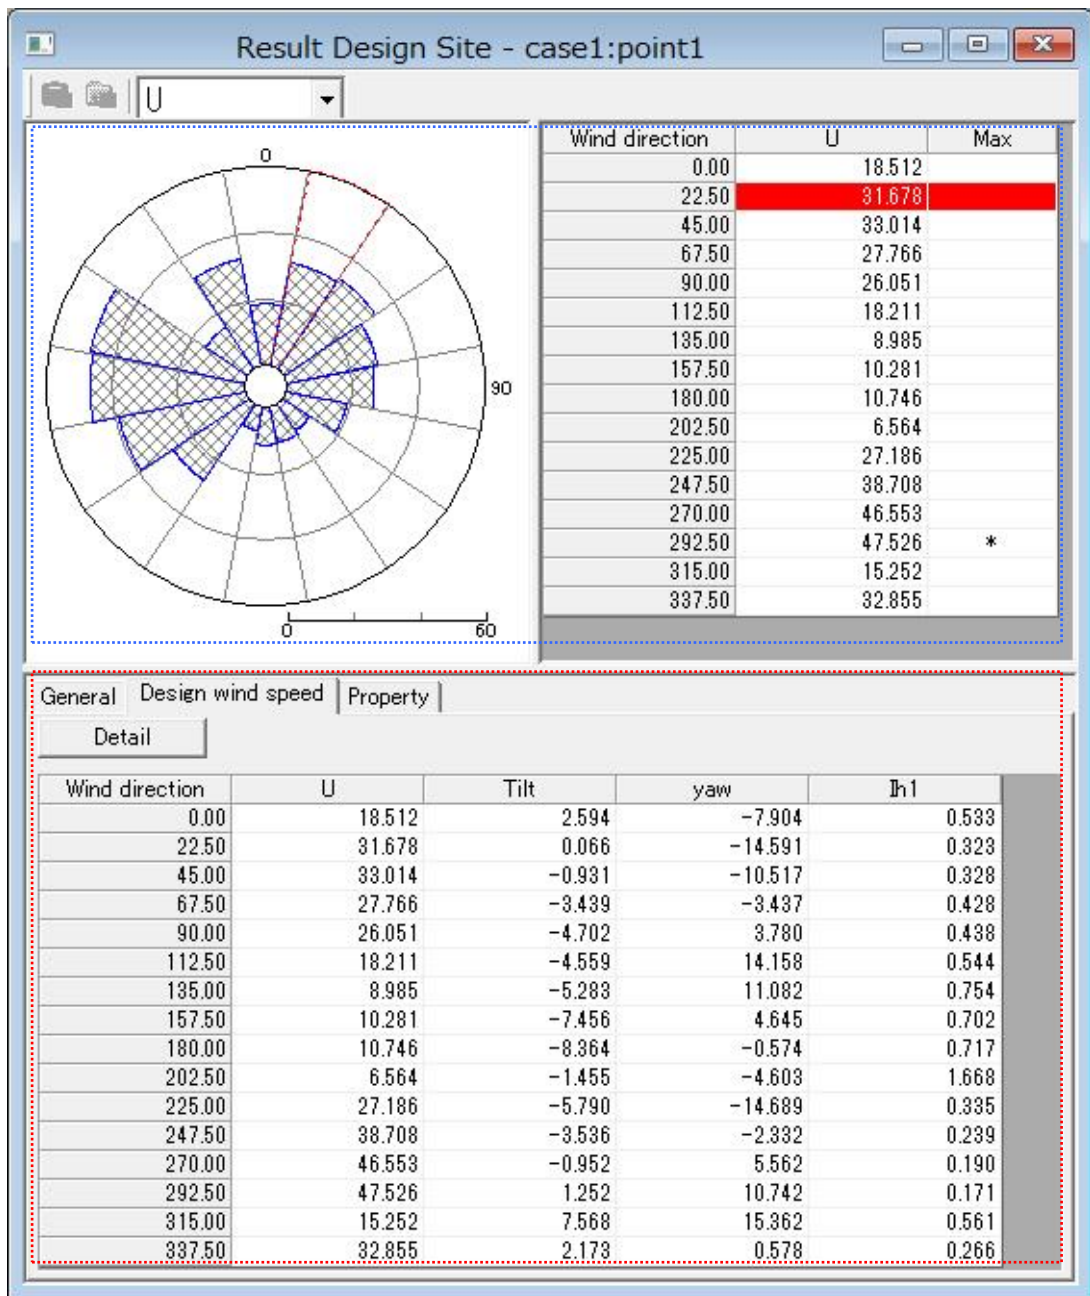 Result Design Site - case1:point1
U
0
90
0 60
Wind direction U Max
0.00 18.512
22.50 31.678
45.00 33.014
67.50 27.766
90.00 26.051
112.50 18.211
135.00 8.985
157.50 10.281
180.00 10.746
202.50 6.564
225.00 27.186
247.50 38.708
270.00 46.553
292.50 47.526 *
315.00 15.252
337.50 32.855
General Design wind speed Property
Detail
Wind direction U Tilt yaw Ih1
0.00 18.512 2.594 -7.904 0.533
22.50 31.678 0.066 -14.591 0.323
45.00 33.014 -0.931 -10.517 0.328
67.50 27.766 -3.439 -3.437 0.428
90.00 26.051 -4.702 3.780 0.438
112.50 18.211 -4.559 14.158 0.544
135.00 8.985 -5.283 11.082 0.754
157.50 10.281 -7.456 4.645 0.702
180.00 10.746 -8.364 -0.574 0.717
202.50 6.564 -1.455 -4.603 1.668
225.00 27.186 -5.790 -14.689 0.335
247.50 38.708 -3.536 -2.332 0.239
270.00 46.553 -0.952 5.562 0.190
292.50 47.526 1.252 10.742 0.171
315.00 15.252 7.568 15.362 0.561
337.50 32.855 2.173 0.578 0.266